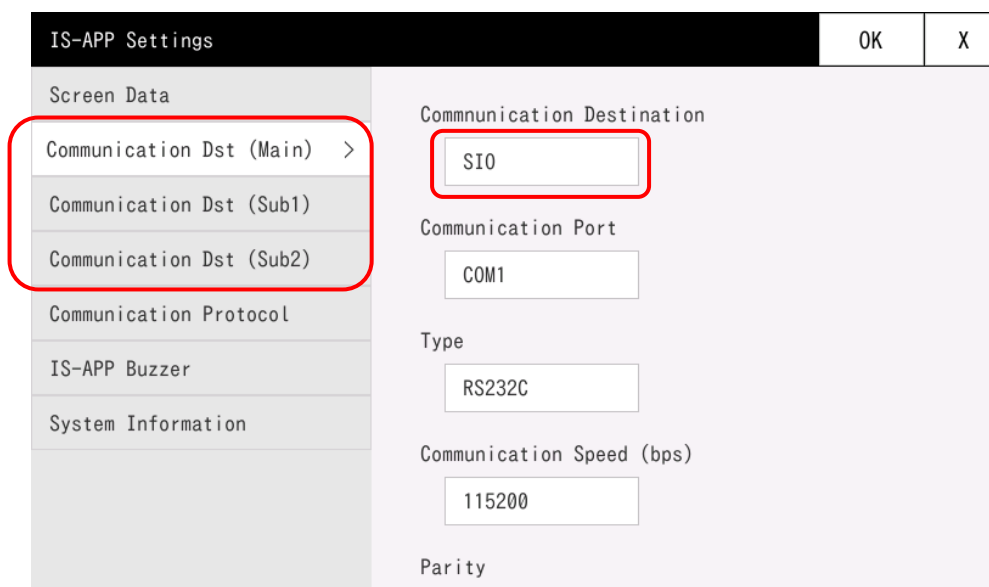 IS-APP Settings
OK
X
Screen Data
Communication Dst (Main) >
Communication Dst (Sub1)
Communication Dst (Sub2)
Communication Protocol
IS-APP Buzzer
System Information
Commnunication Destination
SIO
Communication Port
COM1
Type
RS232C
Communication Speed (bps)
115200
Parity